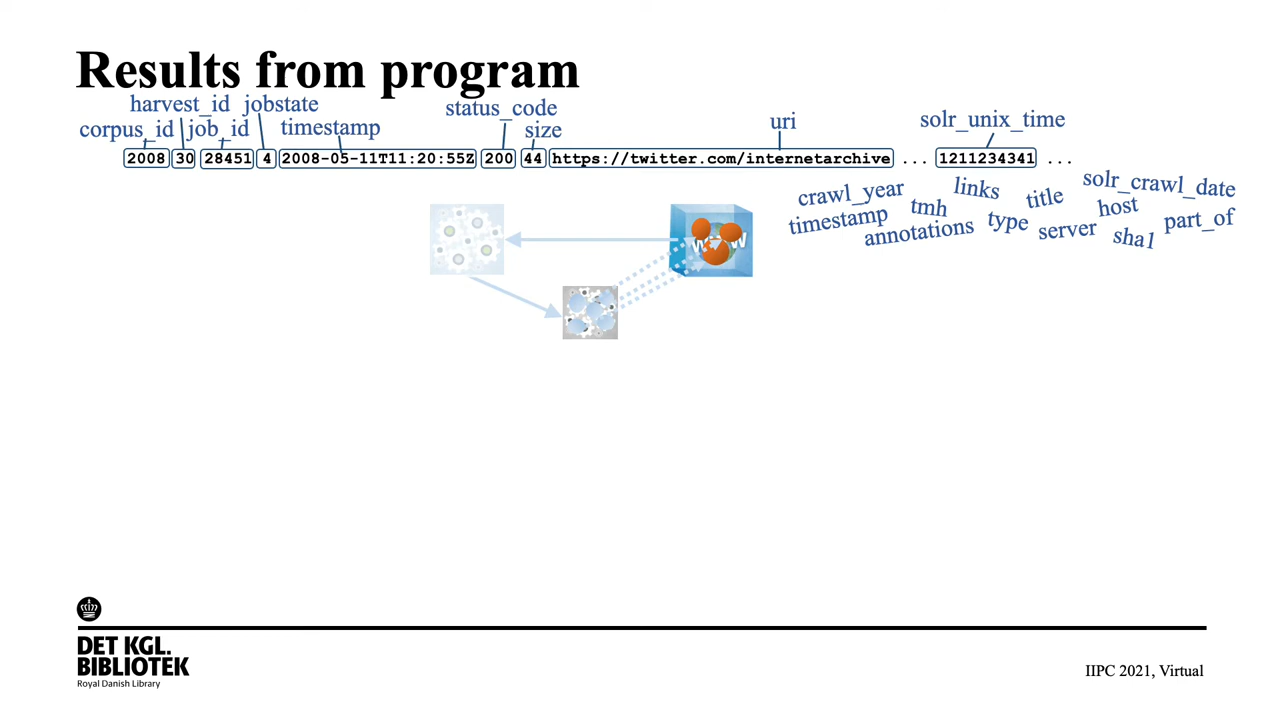 Results from program
harvest_id jobstate
corpus_id job_id timestamp status_code size uri solr_unix_time
2008 30 28451 4 2008-05-11T11:20:55Z 200 44 https://twitter.com/internetarchive ... 1211234341 ...
crawl_year links title solr_crawl_date
timestamp tmh type host part_of
annotations server sha1
DET KGL.
BIBLIOTEK
Royal Danish Library
IIPC 2021, Virtual